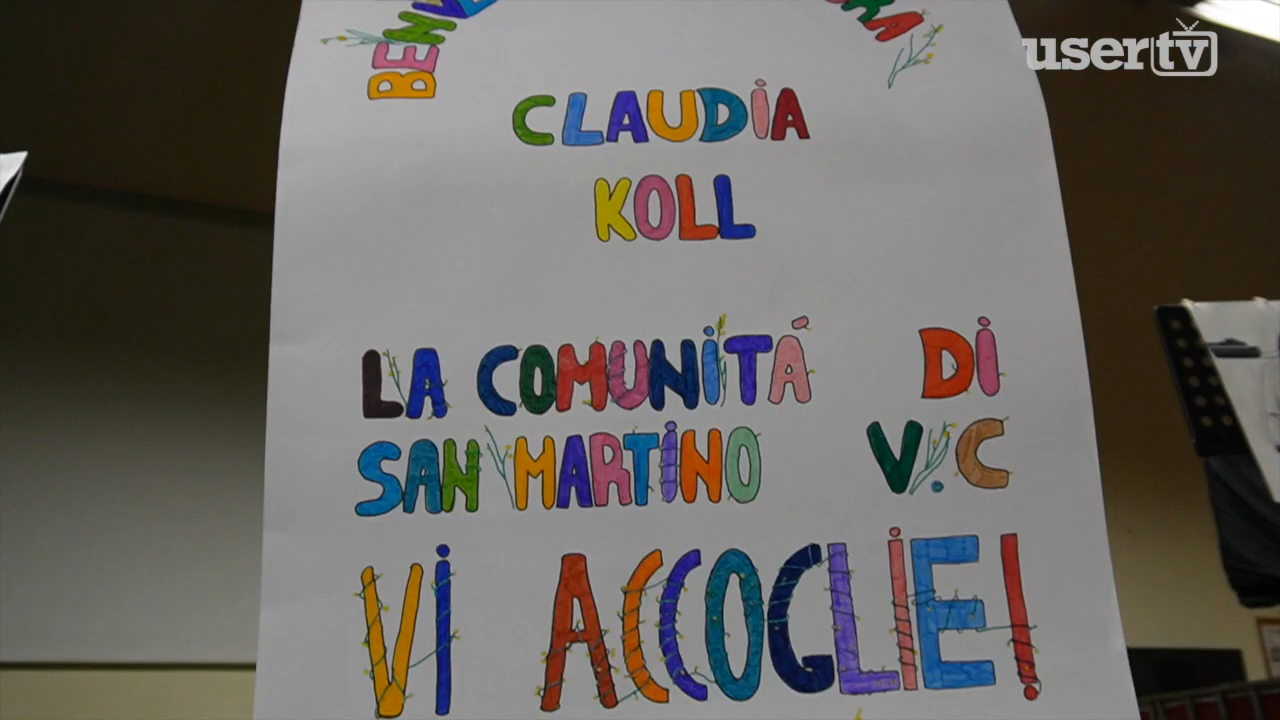 usertv
CLAUDIA
KOLL
LA COMUNITÁ DI
SAN MARTINO V.C
VI ACCOGLIE!